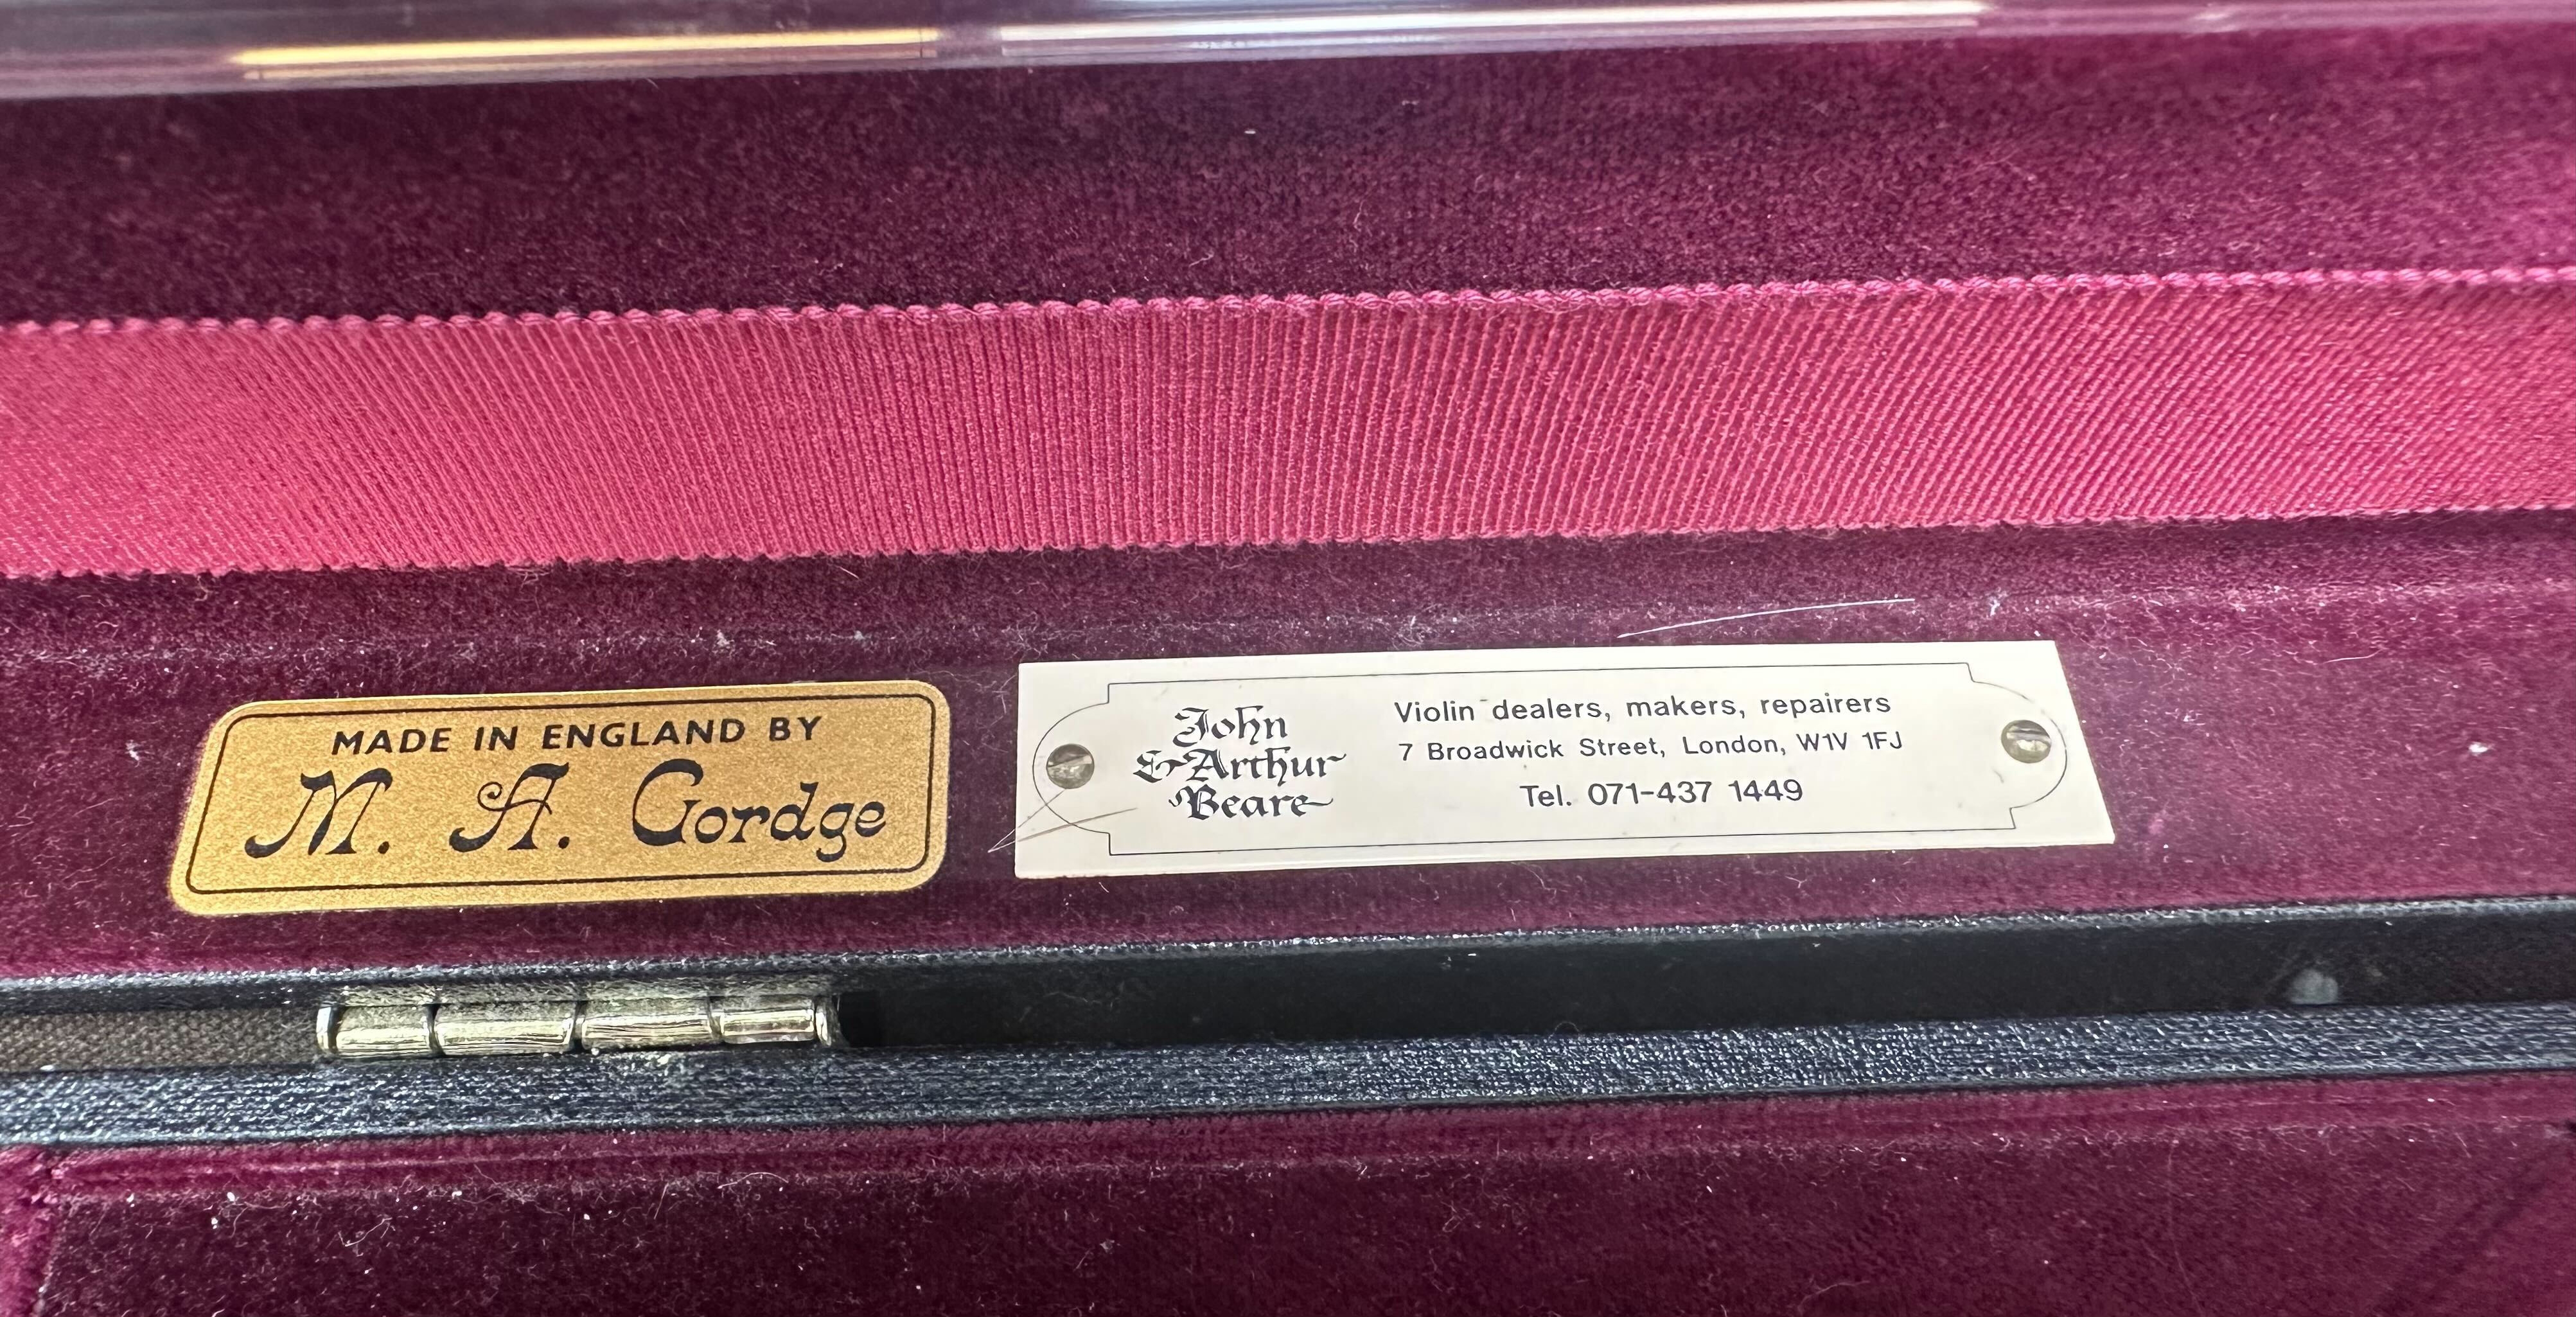 MADE IN ENGLAND BY
M. A. Gordge
John
& Arthur
Beare
Violin dealers, makers, repairers
7 Broadwick Street, London, W1V 1FJ
Tel. 071-437 1449